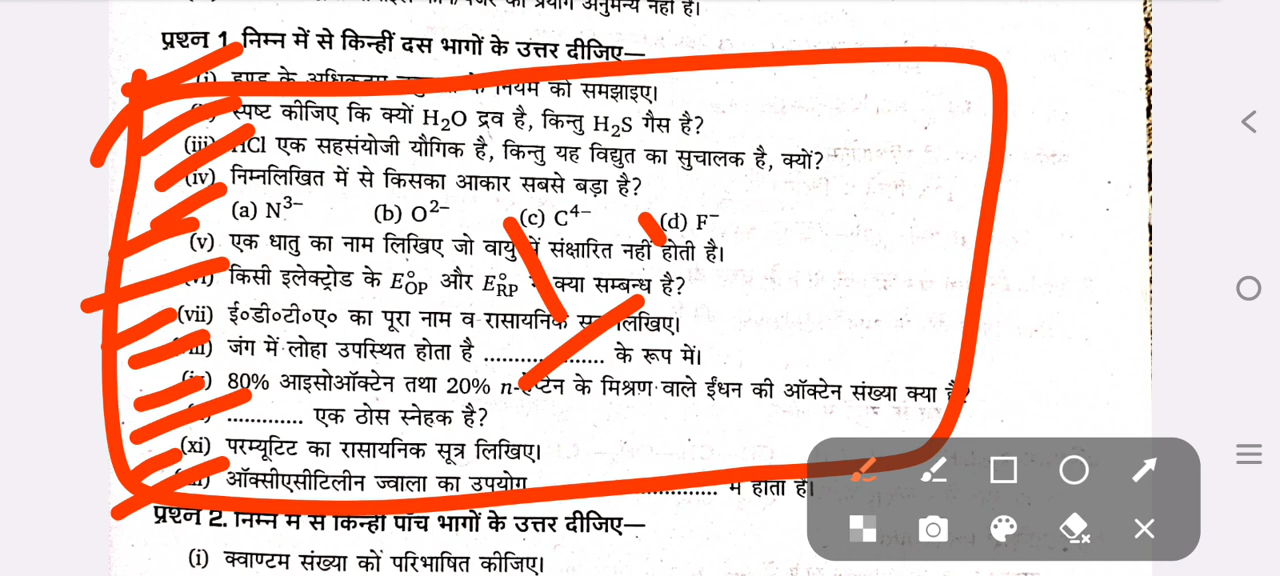 प्रश्न 1. निम्न में से किन्हीं दस भागों के उत्तर दीजिए—
(i) हुण्ड के नियम को समझाइए।
स्पष्ट कीजिए कि क्यों H₂O द्रव है, किन्तु H₂S गैस है?
(iii) HCl एक सहसंयोजी यौगिक है, किन्तु यह विद्युत का सुचालक है, क्यों?
(iv) निम्नलिखित में से किसका आकार सबसे बड़ा है?
(a) N³⁻ (b) O²⁻ (c) C⁴⁻ (d) F⁻
(v) एक धातु का नाम लिखिए जो वायु में संक्षारित नहीं होती है।
किसी इलेक्ट्रोड के E°OP और E°RP क्या सम्बन्ध है?
(vii) ई०डी०टी०ए० का पूरा नाम व रासायनिक लिखिए।
जंग में लोहा उपस्थित होता है .................... के रूप में।
80% आइसोऑक्टेन तथा 20% n-हेप्टेन के मिश्रण वाले ईंधन की ऑक्टेन संख्या क्या है?
............. एक ठोस स्नेहक है?
(xi) परम्यूटिट का रासायनिक सूत्र लिखिए।
ऑक्सीएसीटिलीन ज्वाला का उपयोग .............. में होता है।
प्रश्न 2. निम्न में से किन्हीं पाँच भागों के उत्तर दीजिए—
(i) क्वाण्टम संख्या को परिभाषित कीजिए।